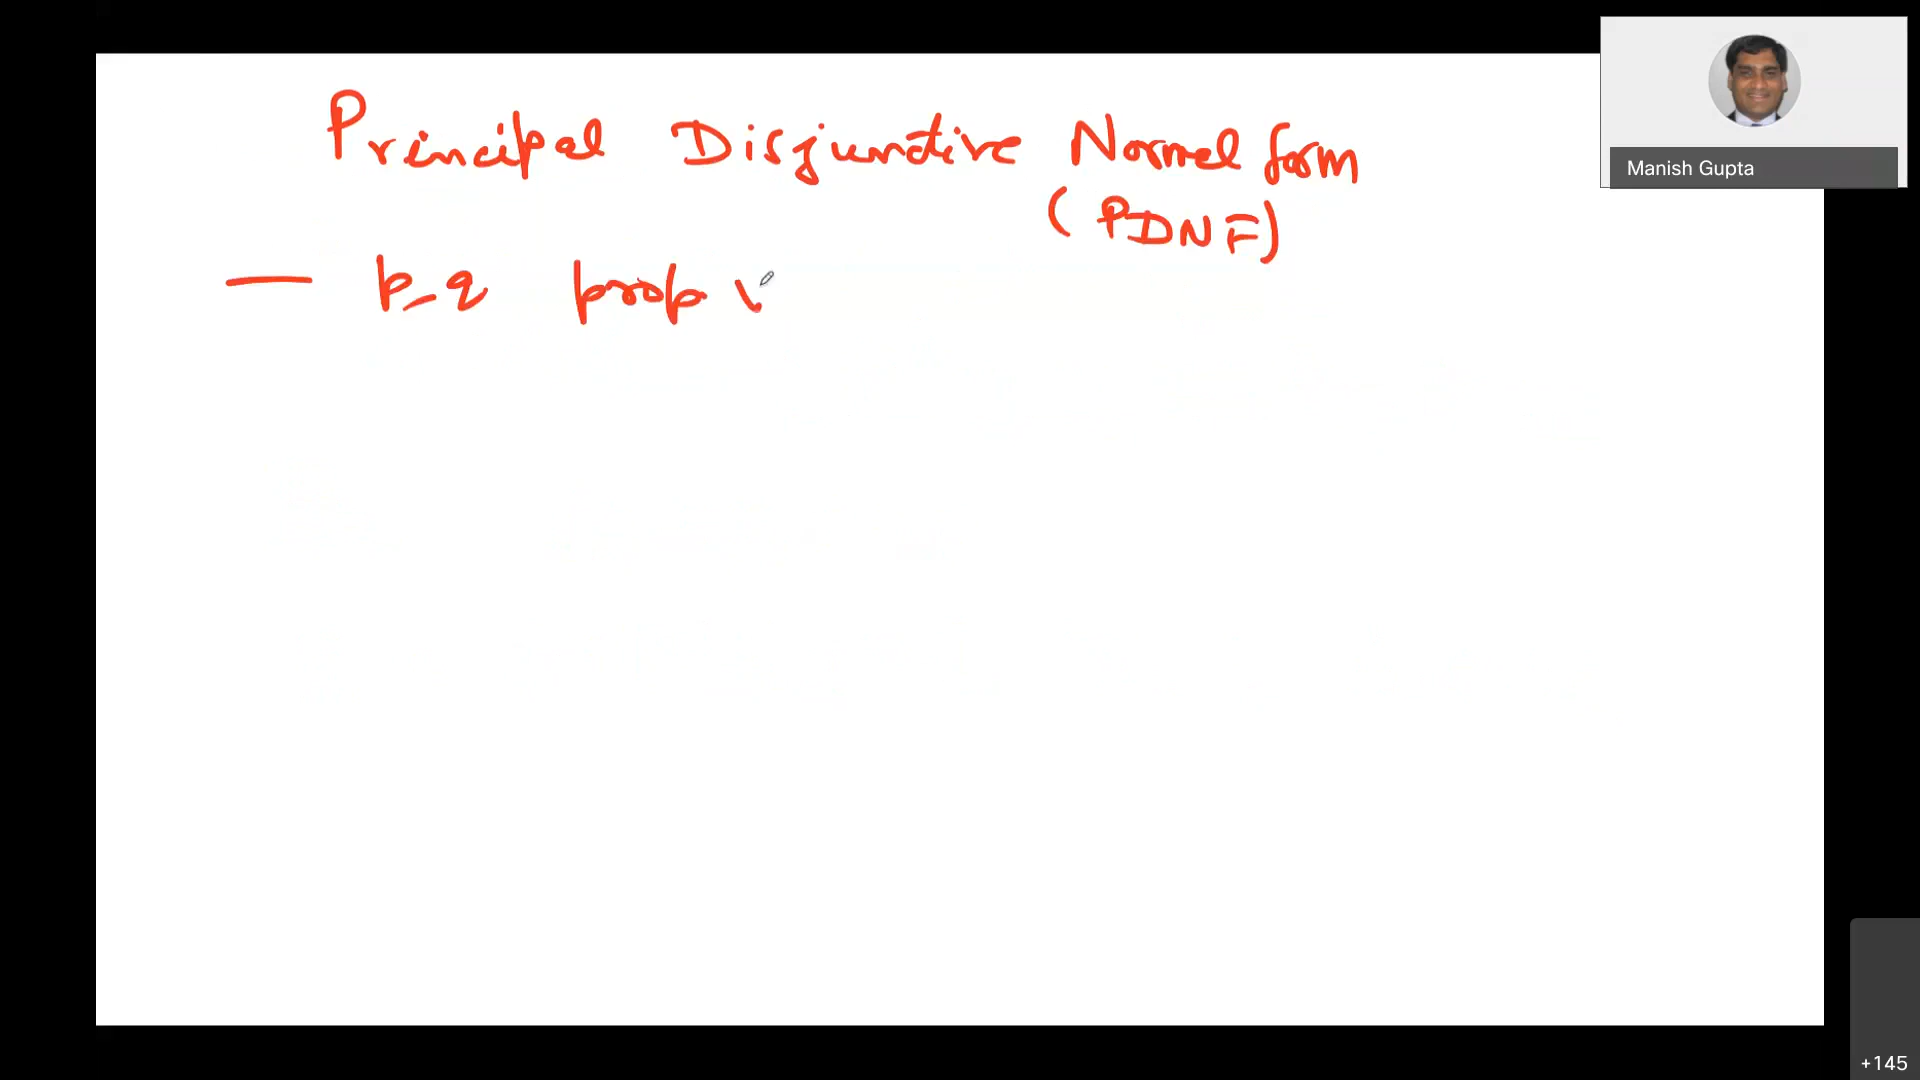 Principal Disjunctive Normal form
(PDNF)
— p, q prop v
Manish Gupta
+145